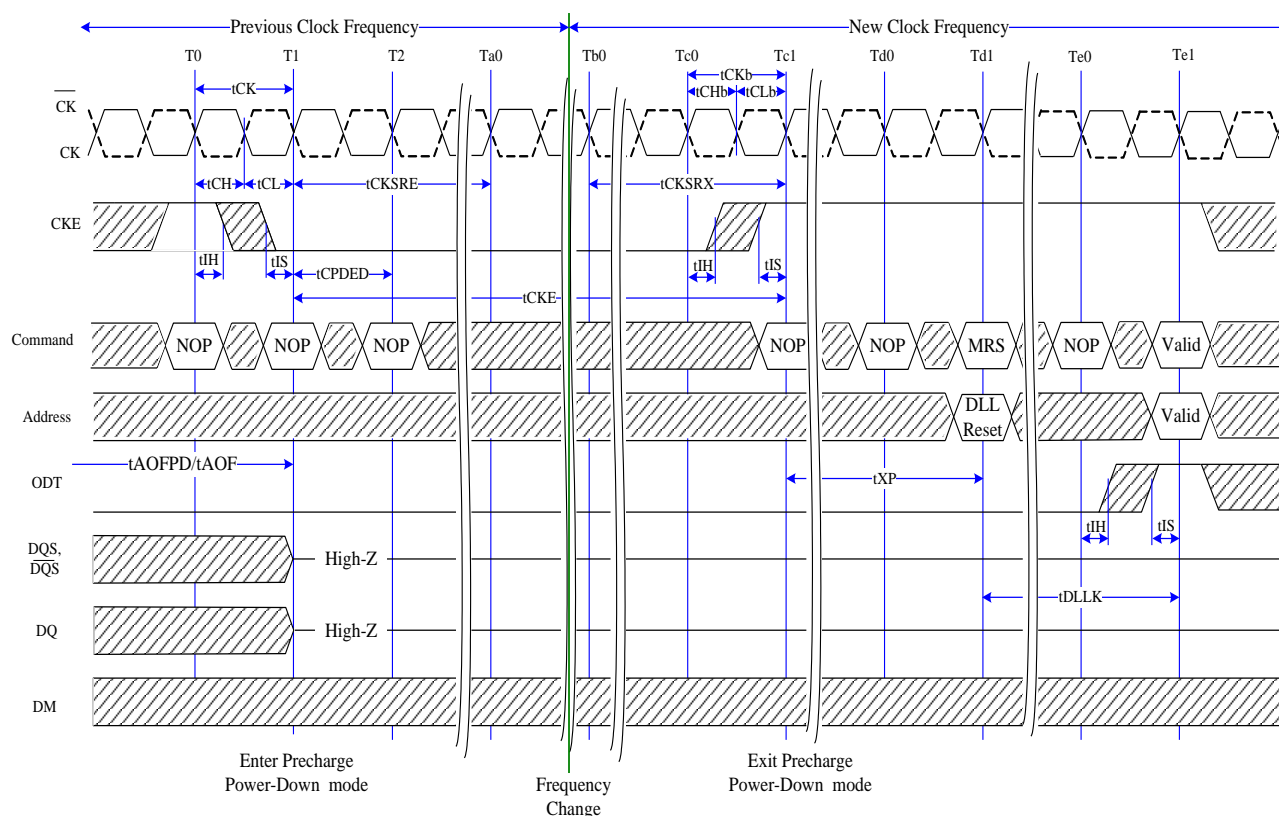 Previous Clock Frequency New Clock Frequency
T0 T1 T2 Ta0 Tb0 Tc0 Tc1 Td0 Td1 Te0 Te1
tCK tCKb
tCHb tCLb
CK
CK
tCH tCL tCKSRE tCKSRX
CKE
tIH tIS tCPDED tIH tIS
tCKE
Command NOP NOP NOP NOP NOP MRS NOP Valid
Address DLL Reset Valid
tAOFPD/tAOF
ODT tXP
tIH tIS
DQS, DQS High-Z
tDLLK
DQ High-Z
DM
Enter Precharge Power-Down mode
Exit Precharge Power-Down mode
Frequency Change